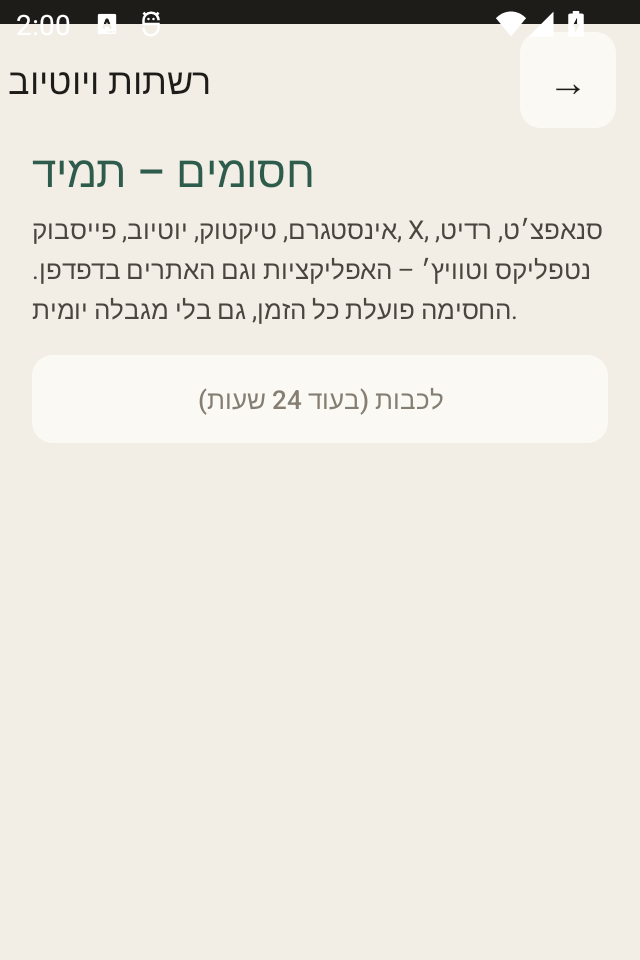 2:00
רשתות ויוטיוב
→
חסומים – תמיד
פייסבוק, יוטיוב, טיקטוק, אינסטגרם, X, רדיט, סנאפצ׳ט,
נטפליקס וטוויץ׳ – האפליקציות וגם האתרים בדפדפן.
החסימה פועלת כל הזמן, גם בלי מגבלה יומית.
לכבות (בעוד 24 שעות)